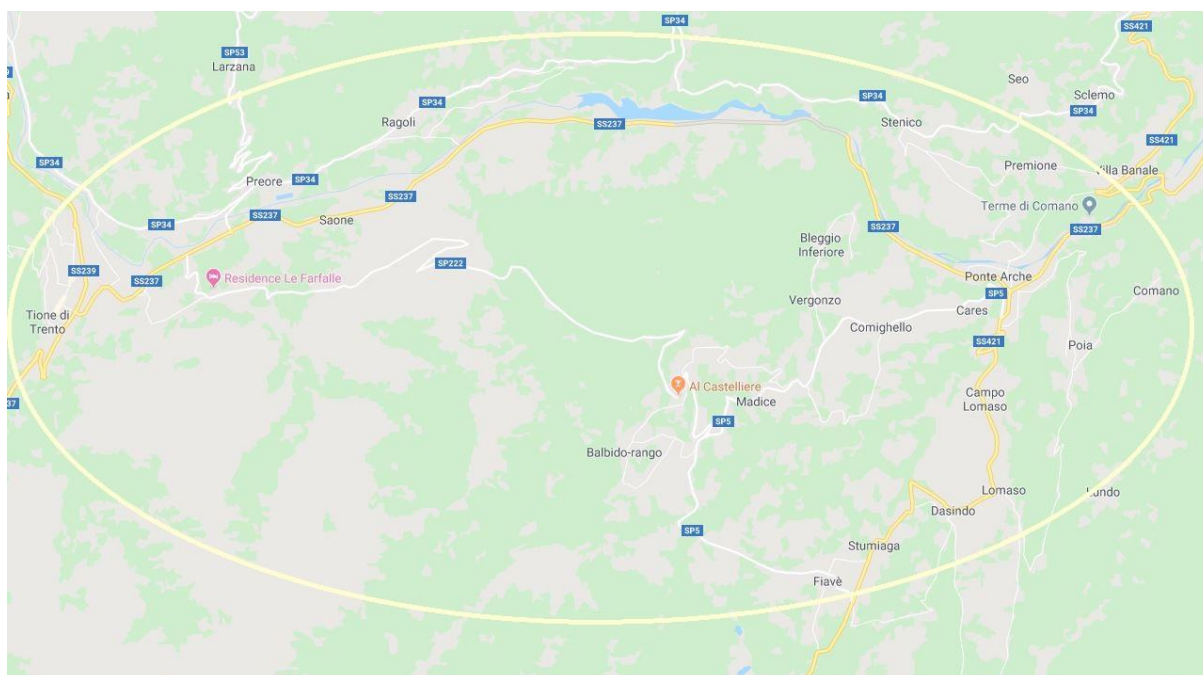 SP34
SS421
SP53
Larzana
Seo
Sclemo
SP34
SP34
SP34
Ragoli
SS237
Stenico
SS421
SP34
Premione
Villa Banale
Preore
SP34
SS237
Terme di Comano
SS237
Saone
SP34
SS237
SS237
Bleggio
Inferiore
SP222
SS239
SS237
Residence Le Farfalle
Ponte Arche
SP5
Comano
Vergonzo
Cares
Tione di
Trento
Comighello
SS421
Poia
Al Castelliere
Madice
Campo
Lomaso
37
SP5
Balbido-rango
Lomaso
Lundo
Dasindo
SP5
Stumiaga
Fiavè